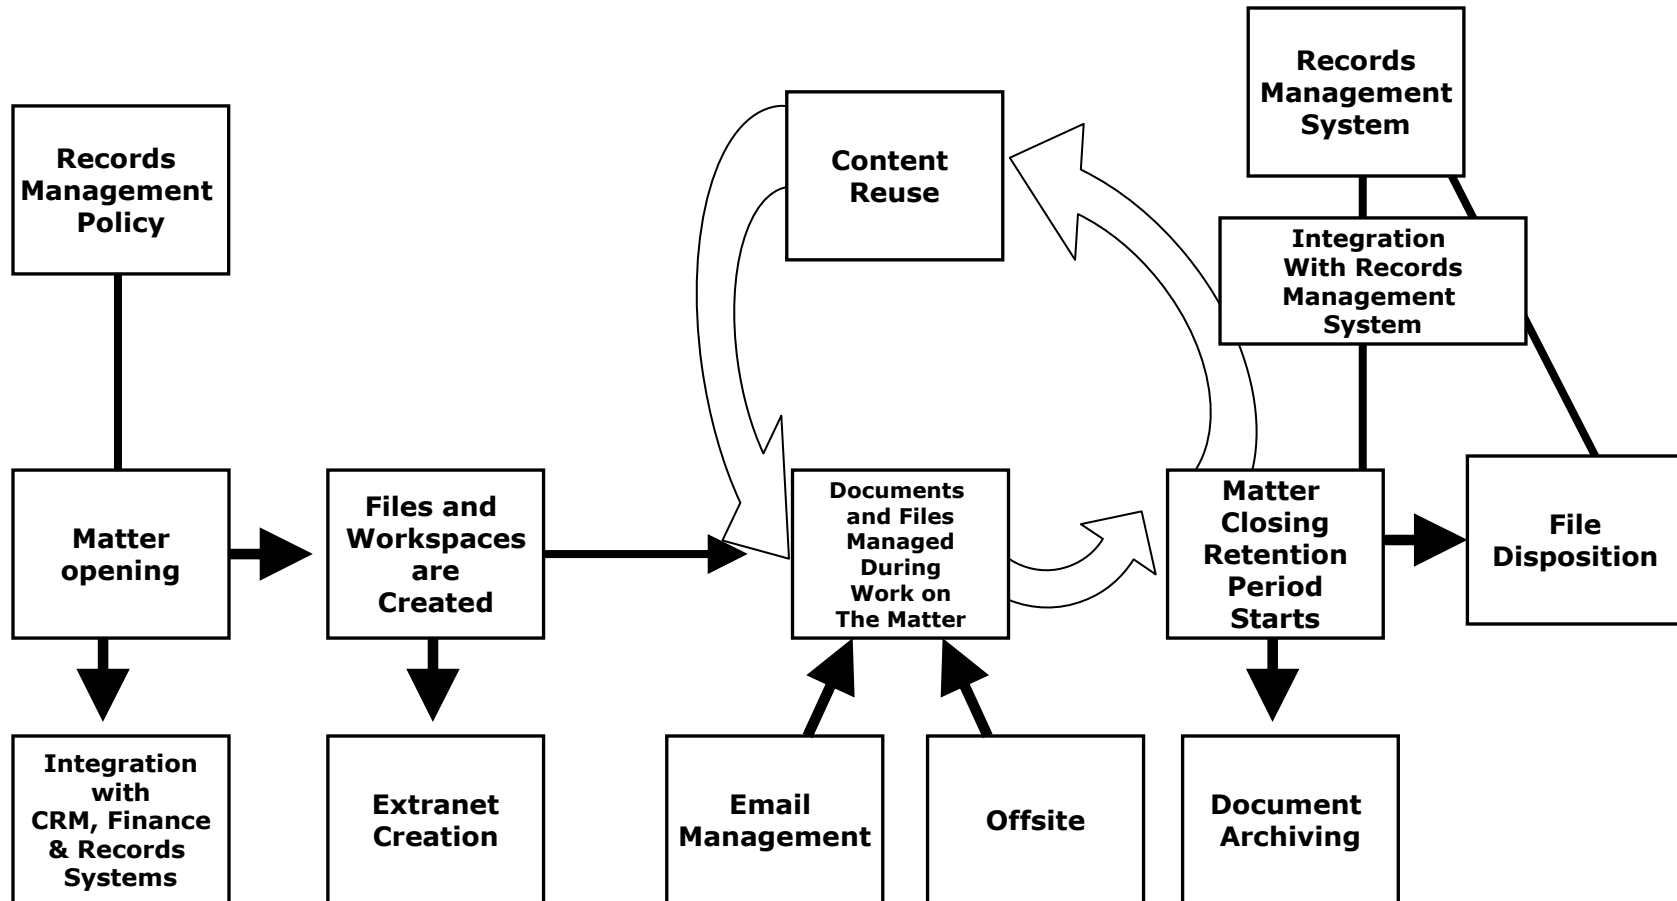 Records
Management
Policy
Content
Reuse
Records
Management
System
Integration
With Records
Management
System
Matter
opening
Files and
Workspaces
are
Created
Documents
and Files
Managed
During
Work on
The Matter
Matter
Closing
Retention
Period
Starts
File
Disposition
Integration
with
CRM, Finance
& Records
Systems
Extranet
Creation
Email
Management
Offsite
Document
Archiving